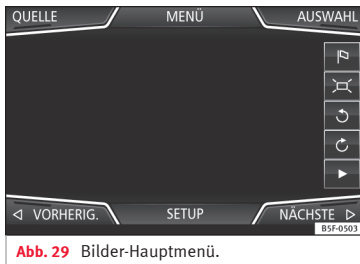 QUELLE MENÜ AUSWAHL
◁ VORHERIG. SETUP NÄCHSTE ▷
B5F-0503
Abb. 29 Bilder-Hauptmenü.